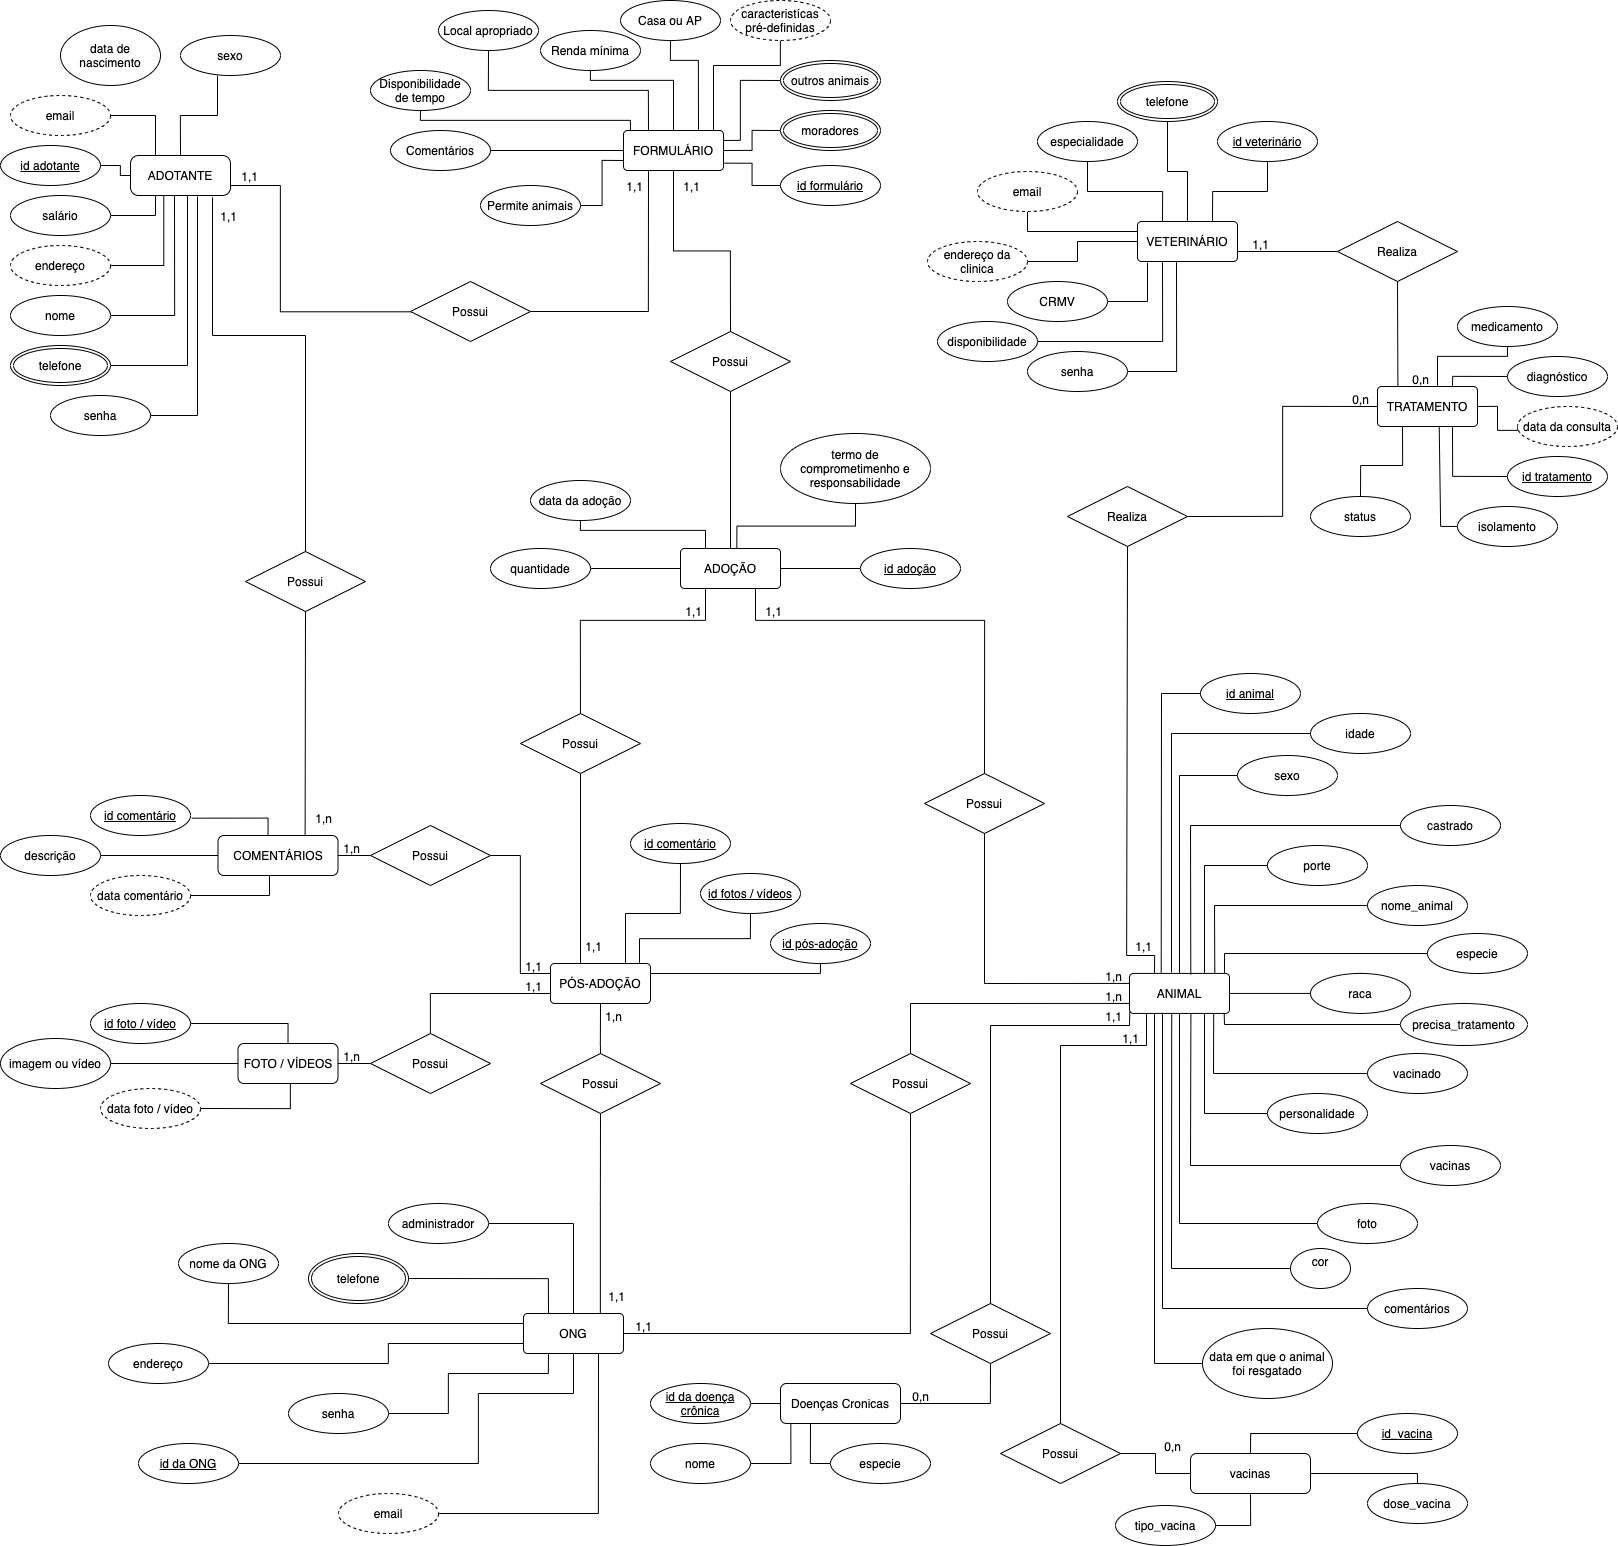 data de
nascimento
sexo
email
id adotante
ADOTANTE
1,1
1,1
salário
endereço
nome
telefone
senha
Local apropriado
Casa ou AP
caracteristícas
pré-definidas
Renda mínima
Disponibilidade
de tempo
outros animais
Comentários
FORMULÁRIO
moradores
1,1
1,1
id formulário
Permite animais
Possui
Possui
telefone
especialidade
id veterinário
email
VETERINÁRIO
1,1
Realiza
endereço da
clinica
CRMV
disponibilidade
senha
medicamento
diagnóstico
0,n
0,n
TRATAMENTO
data da consulta
id tratamento
status
isolamento
Realiza
termo de
comprometimenho e
responsabilidade
data da adoção
quantidade
ADOÇÃO
id adoção
1,1
1,1
Possui
Possui
Possui
id comentário
1,n
descrição
COMENTÁRIOS
1,n
Possui
data comentário
id comentário
id fotos / vídeos
id pós-adoção
1,1
1,1
1,1
PÓS-ADOÇÃO
1,n
id foto / vídeo
imagem ou vídeo
FOTO / VÍDEOS
1,n
Possui
data foto / vídeo
Possui
Possui
id animal
idade
sexo
castrado
porte
nome_animal
especie
1,1
1,n
1,n
1,1
1,1
ANIMAL
raca
precisa_tratamento
vacinado
personalidade
vacinas
foto
cor
comentários
data em que o animal
foi resgatado
administrador
nome da ONG
telefone
1,1
ONG
1,1
endereço
senha
id da ONG
email
Possui
id da doença
crônica
Doenças Cronicas
0,n
nome
especie
Possui
0,n
id_vacina
vacinas
dose_vacina
tipo_vacina